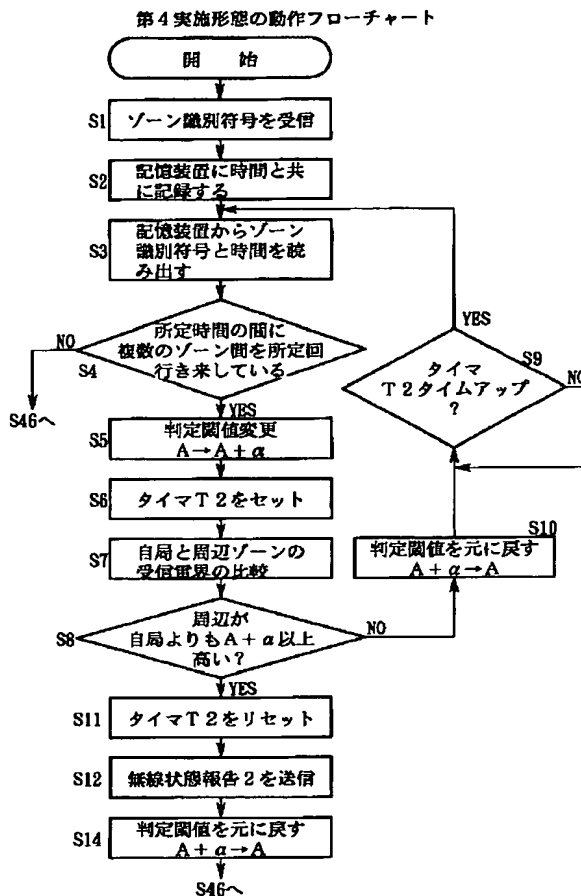 第4実施形態の動作フローチャート
開 始
S1 ゾーン識別符号を受信
S2 記憶装置に時間と共
に記録する
S3 記憶装置からゾーン
識別符号と時間を読
み出す
所定時間の間に
複数のゾーン間を所定回
行き来している
S4
NO
S46へ
YES
S5 判定閾値変更
A→A+α
S6 タイマT2をセット
S7 自局と周辺ゾーンの
受信電界の比較
S8 周辺が
自局よりもA+α以上
高い?
NO
YES
S9
タイマ
T2タイムアップ
?
YES
NO
S10
判定閾値を元に戻す
A+α→A
S11 タイマT2をリセット
S12 無線状態報告2を送信
S14 判定閾値を元に戻す
A+α→A
S46へ